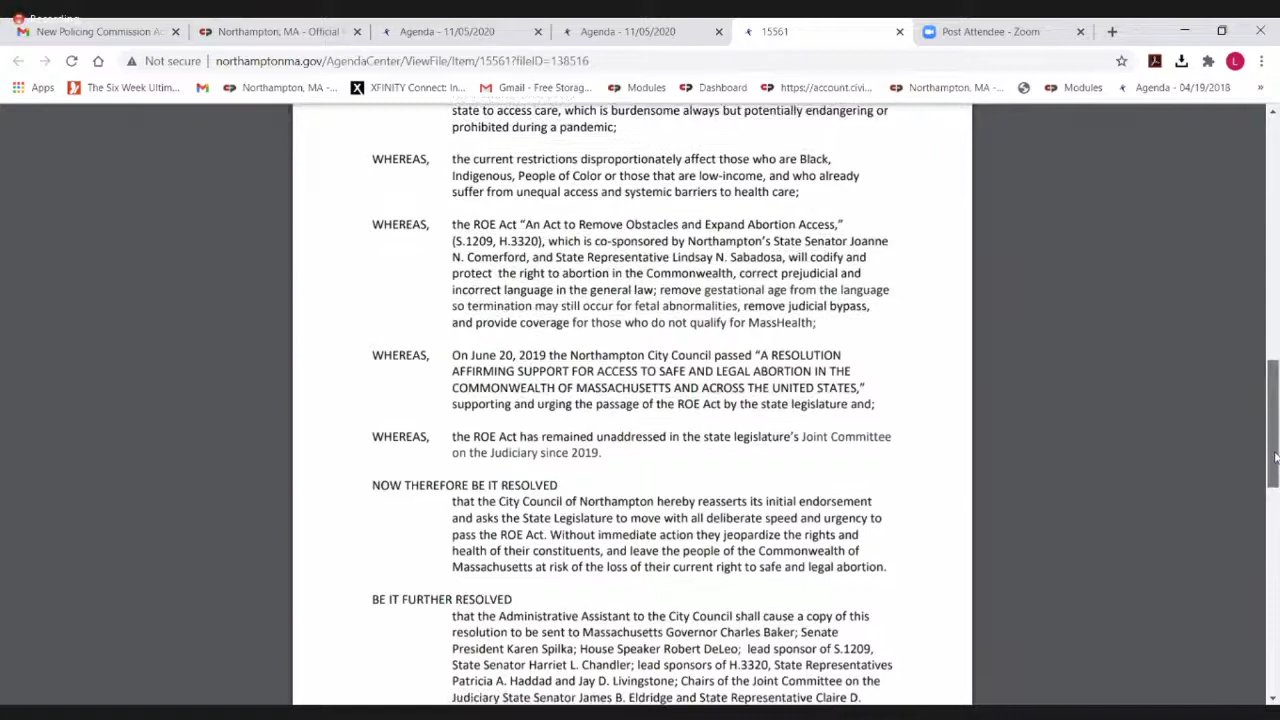 Recording
New Policing Commission A
Northampton, MA - Official
Agenda - 11/05/2020
Agenda - 11/05/2020
15561
Post Attendee - Zoom
Not secure | northamptonma.gov/AgendaCenter/ViewFile/Item/15561?fileID=138516
L
Apps
The Six Week Ultim...
Northampton, MA -...
XFINITY Connect: In...
Gmail - Free Storag...
Modules
Dashboard
https://account.civi...
Northampton, MA -...
Modules
Agenda - 04/19/2018
»
state to access care, which is burdensome always but potentially endangering or
prohibited during a pandemic;
WHEREAS, the current restrictions disproportionately affect those who are Black,
Indigenous, People of Color or those that are low-income, and who already
suffer from unequal access and systemic barriers to health care;
WHEREAS, the ROE Act “An Act to Remove Obstacles and Expand Abortion Access,”
(S.1209, H.3320), which is co-sponsored by Northampton’s State Senator Joanne
N. Comerford, and State Representative Lindsay N. Sabadosa, will codify and
protect the right to abortion in the Commonwealth, correct prejudicial and
incorrect language in the general law; remove gestational age from the language
so termination may still occur for fetal abnormalities, remove judicial bypass,
and provide coverage for those who do not qualify for MassHealth;
WHEREAS, On June 20, 2019 the Northampton City Council passed “A RESOLUTION
AFFIRMING SUPPORT FOR ACCESS TO SAFE AND LEGAL ABORTION IN THE
COMMONWEALTH OF MASSACHUSETTS AND ACROSS THE UNITED STATES,”
supporting and urging the passage of the ROE Act by the state legislature and;
WHEREAS, the ROE Act has remained unaddressed in the state legislature’s Joint Committee
on the Judiciary since 2019.
NOW THEREFORE BE IT RESOLVED
that the City Council of Northampton hereby reasserts its initial endorsement
and asks the State Legislature to move with all deliberate speed and urgency to
pass the ROE Act. Without immediate action they jeopardize the rights and
health of their constituents, and leave the people of the Commonwealth of
Massachusetts at risk of the loss of their current right to safe and legal abortion.
BE IT FURTHER RESOLVED
that the Administrative Assistant to the City Council shall cause a copy of this
resolution to be sent to Massachusetts Governor Charles Baker; Senate
President Karen Spilka; House Speaker Robert DeLeo; lead sponsor of S.1209,
State Senator Harriet L. Chandler; lead sponsors of H.3320, State Representatives
Patricia A. Haddad and Jay D. Livingstone; Chairs of the Joint Committee on the
Judiciary State Senator James B. Eldridge and State Representative Claire D.